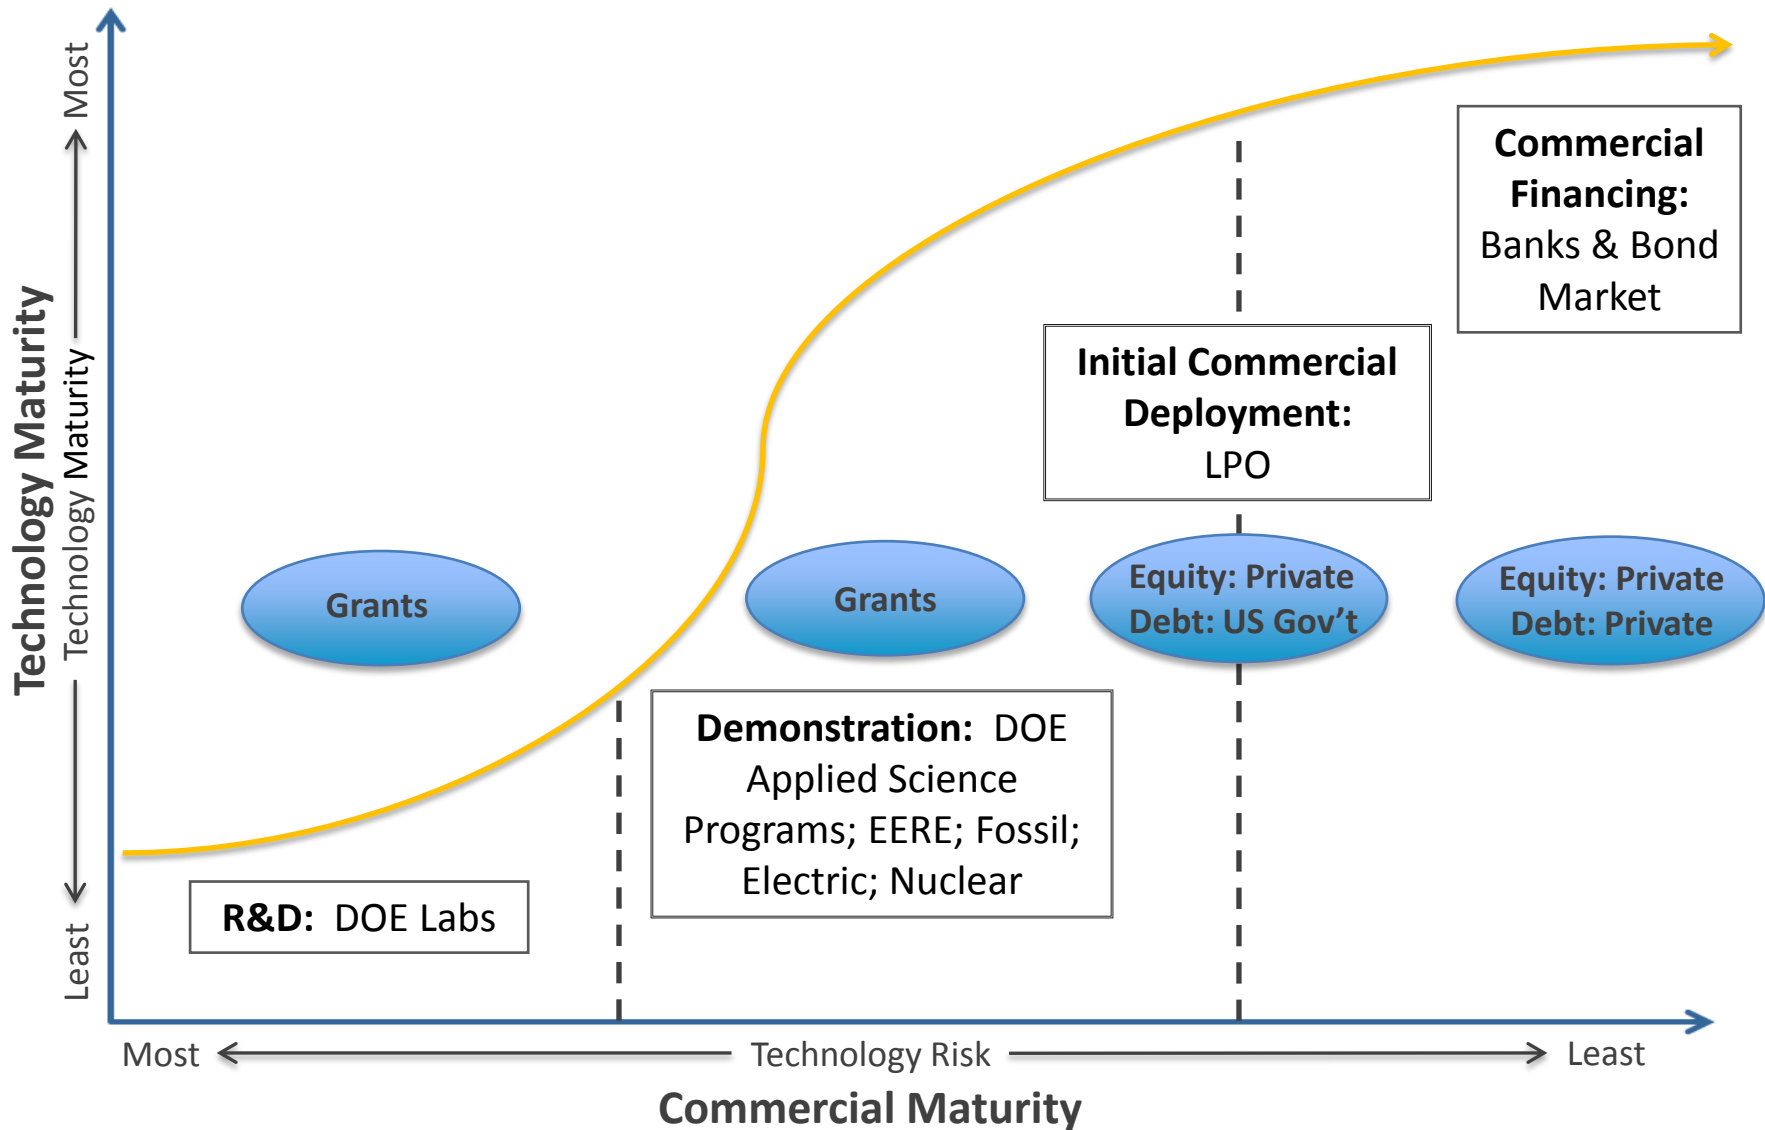 Most
Technology Maturity
Technology Maturity
Least
Commercial
Financing:
Banks & Bond
Market
Initial Commercial
Deployment:
LPO
Grants
Grants
Equity: Private
Debt: US Gov’t
Equity: Private
Debt: Private
Demonstration: DOE
Applied Science
Programs; EERE; Fossil;
Electric; Nuclear
R&D: DOE Labs
Most
Technology Risk
Least
Commercial Maturity